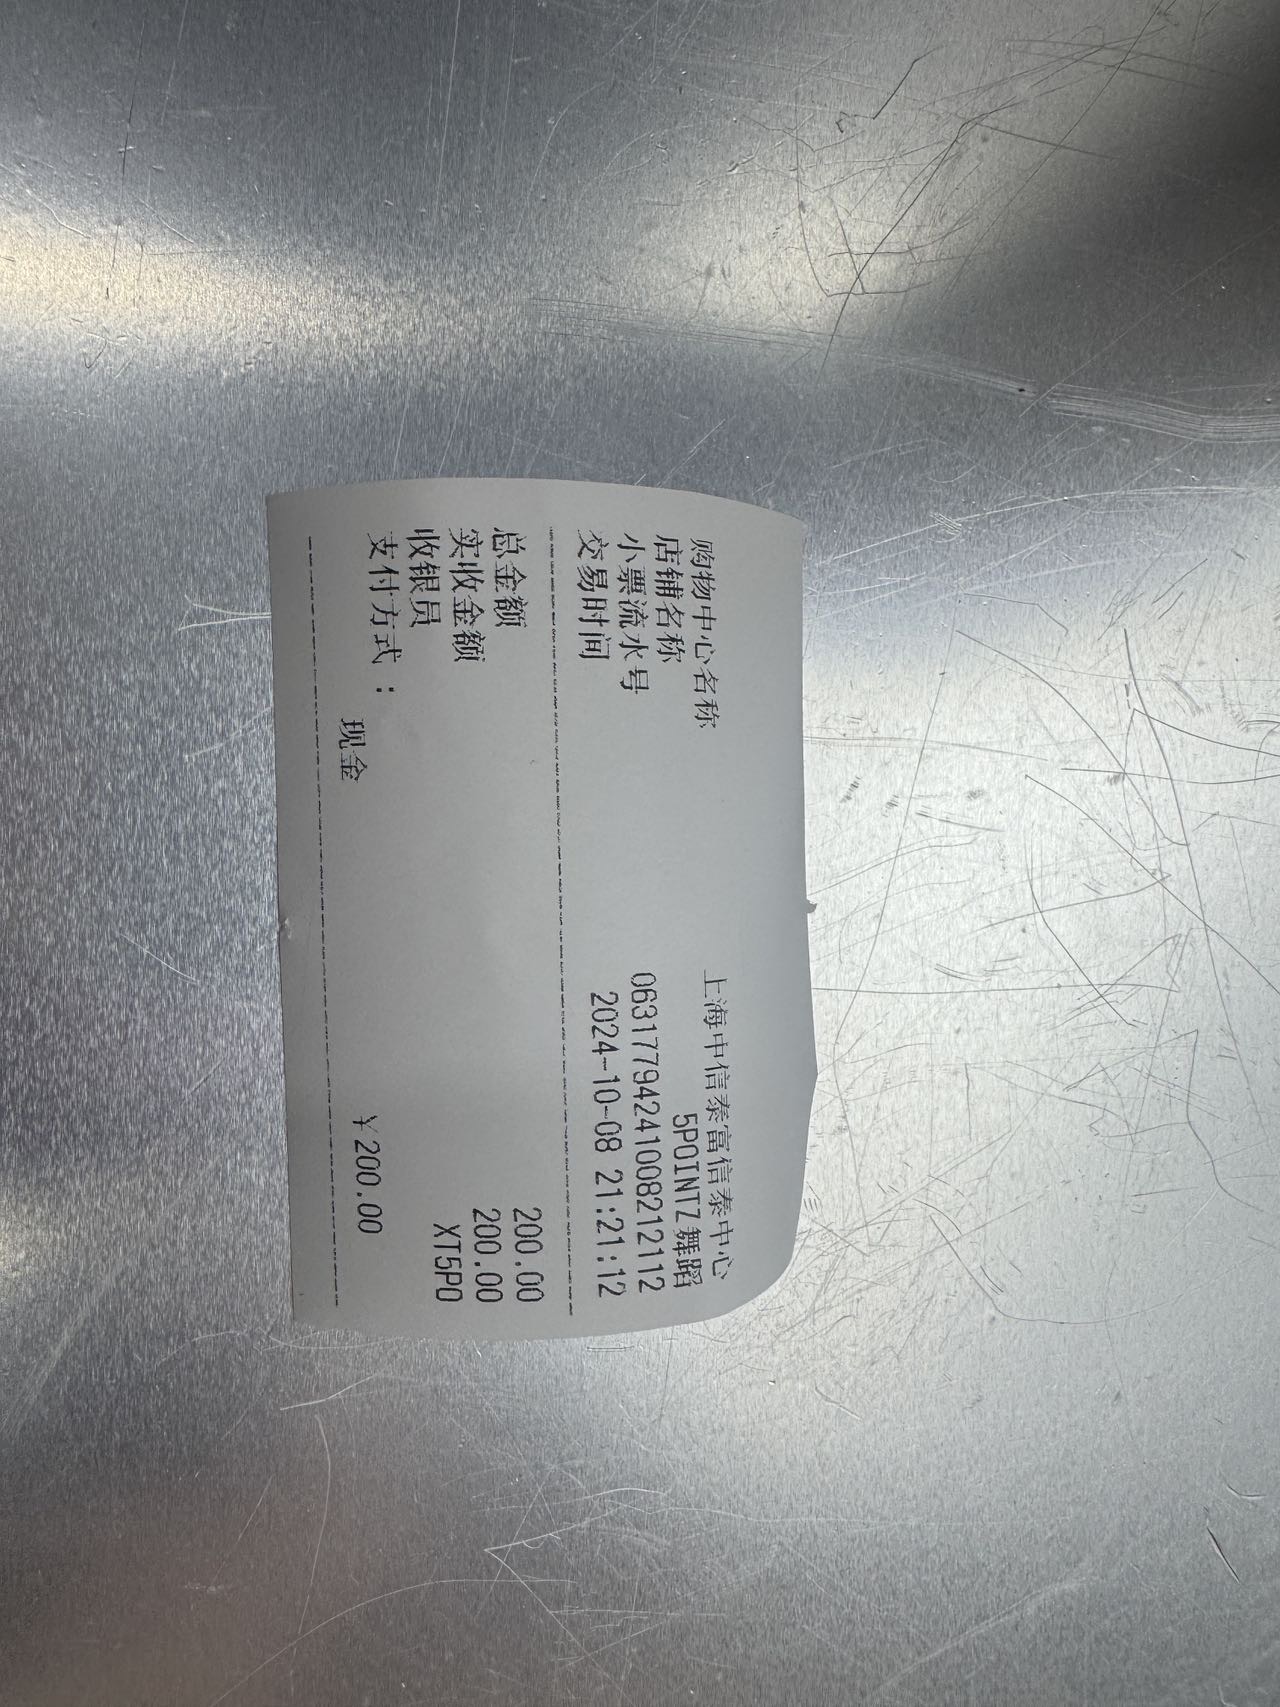 购物中心名称 上海中信泰富信泰中心
店铺名称 5POINTZ舞蹈
小票流水号 06317794241008212112
交易时间 2024-10-08 21:21:12
总金额 200.00
实收金额 200.00
收银员 XT5P0
支付方式：
现金 ¥200.00